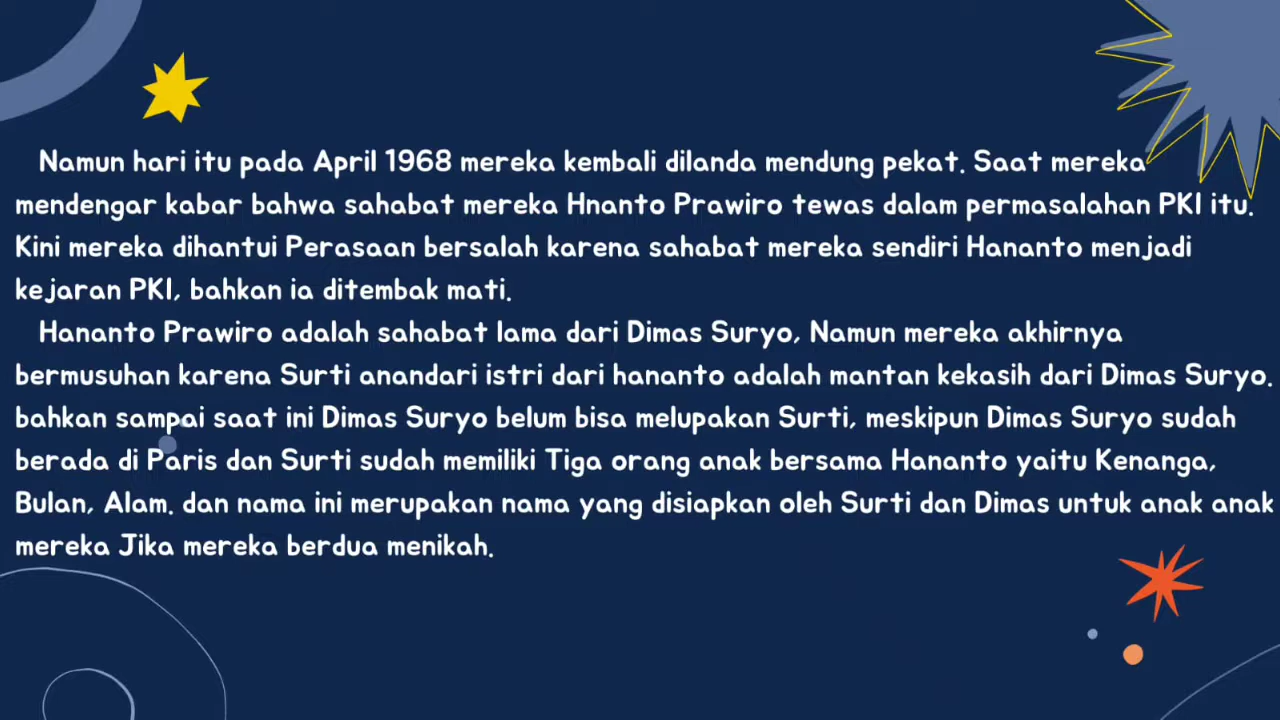 Namun hari itu pada April 1968 mereka kembali dilanda mendung pekat. Saat mereka
mendengar kabar bahwa sahabat mereka Hnanto Prawiro tewas dalam permasalahan PKI itu.
Kini mereka dihantui Perasaan bersalah karena sahabat mereka sendiri Hananto menjadi
kejaran PKI, bahkan ia ditembak mati.
Hananto Prawiro adalah sahabat lama dari Dimas Suryo, Namun mereka akhirnya
bermusuhan karena Surti anandari istri dari hananto adalah mantan kekasih dari Dimas Suryo.
bahkan sampai saat ini Dimas Suryo belum bisa melupakan Surti, meskipun Dimas Suryo sudah
berada di Paris dan Surti sudah memiliki Tiga orang anak bersama Hananto yaitu Kenanga,
Bulan, Alam. dan nama ini merupakan nama yang disiapkan oleh Surti dan Dimas untuk anak anak
mereka Jika mereka berdua menikah.